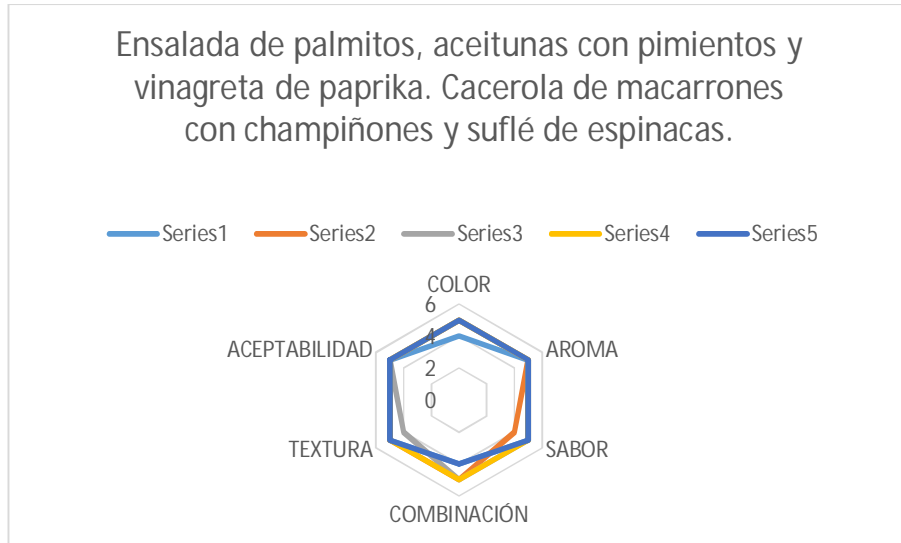 Ensalada de palmitos, aceitunas con pimientos y
vinagreta de paprika. Cacerola de macarrones
con champiñones y suflé de espinacas.
Series1 Series2 Series3 Series4 Series5
COLOR
6
4
2
0
ACEPTABILIDAD
AROMA
TEXTURA
SABOR
COMBINACIÓN